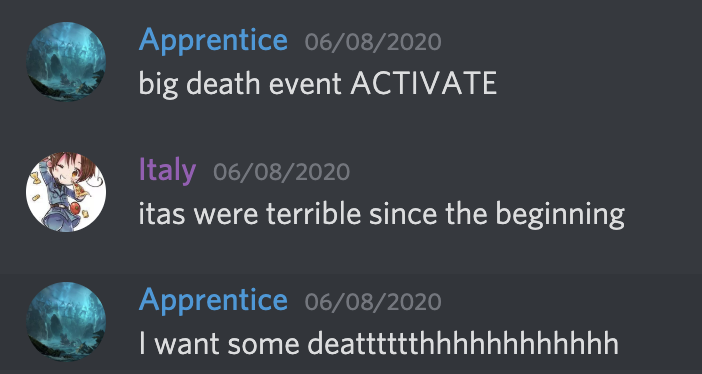 Apprentice 06/08/2020
big death event ACTIVATE
Italy 06/08/2020
itas were terrible since the beginning
Apprentice 06/08/2020
I want some deatttttthhhhhhhhhhhh